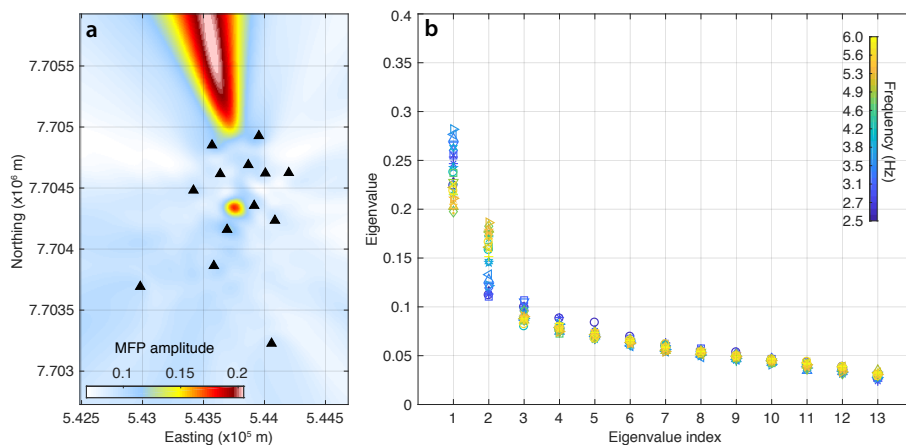 a
7.7055
7.705
7.7045
7.704
7.7035
7.703
Northing (x10⁶ m)
MFP amplitude
0.1 0.15 0.2
5.425 5.43 5.435 5.44 5.445
Easting (x10⁵ m)
b
0.4
0.35
0.3
0.25
0.2
0.15
0.1
0.05
0
Eigenvalue
1 2 3 4 5 6 7 8 9 10 11 12 13
Eigenvalue index
6.0
5.3
4.9
4.5
4.2
3.8
3.5
3.1
2.7
2.5
Frequency (Hz)